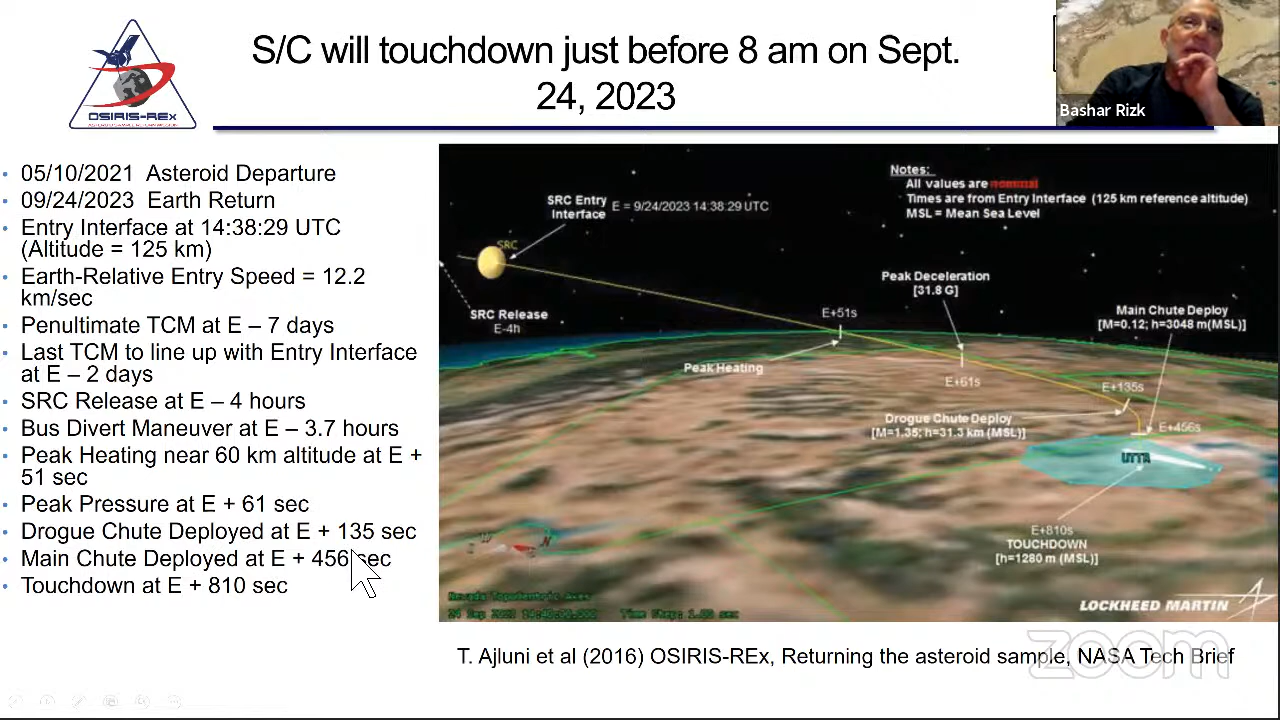 S/C will touchdown just before 8 am on Sept.
24, 2023
Bashar Rizk
OSIRIS-REx
ASTEROID SAMPLE RETURN MISSION
• 05/10/2021 Asteroid Departure
• 09/24/2023 Earth Return
• Entry Interface at 14:38:29 UTC
(Altitude = 125 km)
• Earth-Relative Entry Speed = 12.2
km/sec
• Penultimate TCM at E – 7 days
• Last TCM to line up with Entry Interface
at E – 2 days
• SRC Release at E – 4 hours
• Bus Divert Maneuver at E – 3.7 hours
• Peak Heating near 60 km altitude at E +
51 sec
• Peak Pressure at E + 61 sec
• Drogue Chute Deployed at E + 135 sec
• Main Chute Deployed at E + 456 sec
• Touchdown at E + 810 sec
Notes:
All values are nominal
Times are from Entry Interface (125 km reference altitude)
MSL = Mean Sea Level
SRC Entry
Interface
E = 9/24/2023 14:38:29 UTC
SRC
SRC Release
E-4h
E+51s
Peak Heating
Peak Deceleration
[31.8 G]
E+61s
Main Chute Deploy
[M=0.12; h=3048 m(MSL)]
E+135s
Drogue Chute Deploy
[M=1.35; h=31.3 km (MSL)]
E+456s
UTTR
E+810s
TOUCHDOWN
[h=1280 m (MSL)]
W
N
LOCKHEED MARTIN
Time Step: 1.00 sec
T. Ajluni et al (2016) OSIRIS-REx, Returning the asteroid sample, NASA Tech Brief
zoom